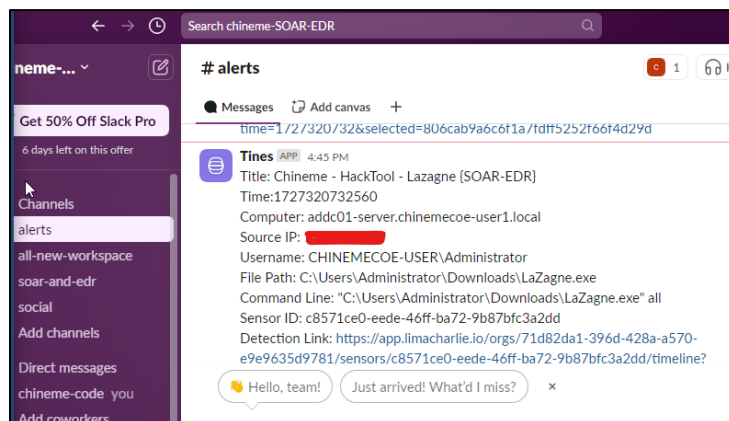 Search chineme-SOAR-EDR
neme-...
Get 50% Off Slack Pro
6 days left on this offer
Channels
alerts
all-new-workspace
soar-and-edr
social
Add channels
Direct messages
chineme-code you
Add coworkers
# alerts
C 1
Messages Add canvas +
time=1727320732&selected=806cab9a6c6f1a7fdff5252f66f4d29d
Tines APP 4:45 PM
Title: Chineme - HackTool - Lazagne {SOAR-EDR}
Time:1727320732560
Computer: addc01-server.chinemecoe-user1.local
Source IP:
Username: CHINEMECOE-USER\Administrator
File Path: C:\Users\Administrator\Downloads\LaZagne.exe
Command Line: "C:\Users\Administrator\Downloads\LaZagne.exe" all
Sensor ID: c8571ce0-eede-46ff-ba72-9b87bfc3a2dd
Detection Link: https://app.limacharlie.io/orgs/71d82da1-396d-428a-a570-
e9e9635d9781/sensors/c8571ce0-eede-46ff-ba72-9b87bfc3a2dd/timeline?
👋 Hello, team! Just arrived! What'd I miss? ×